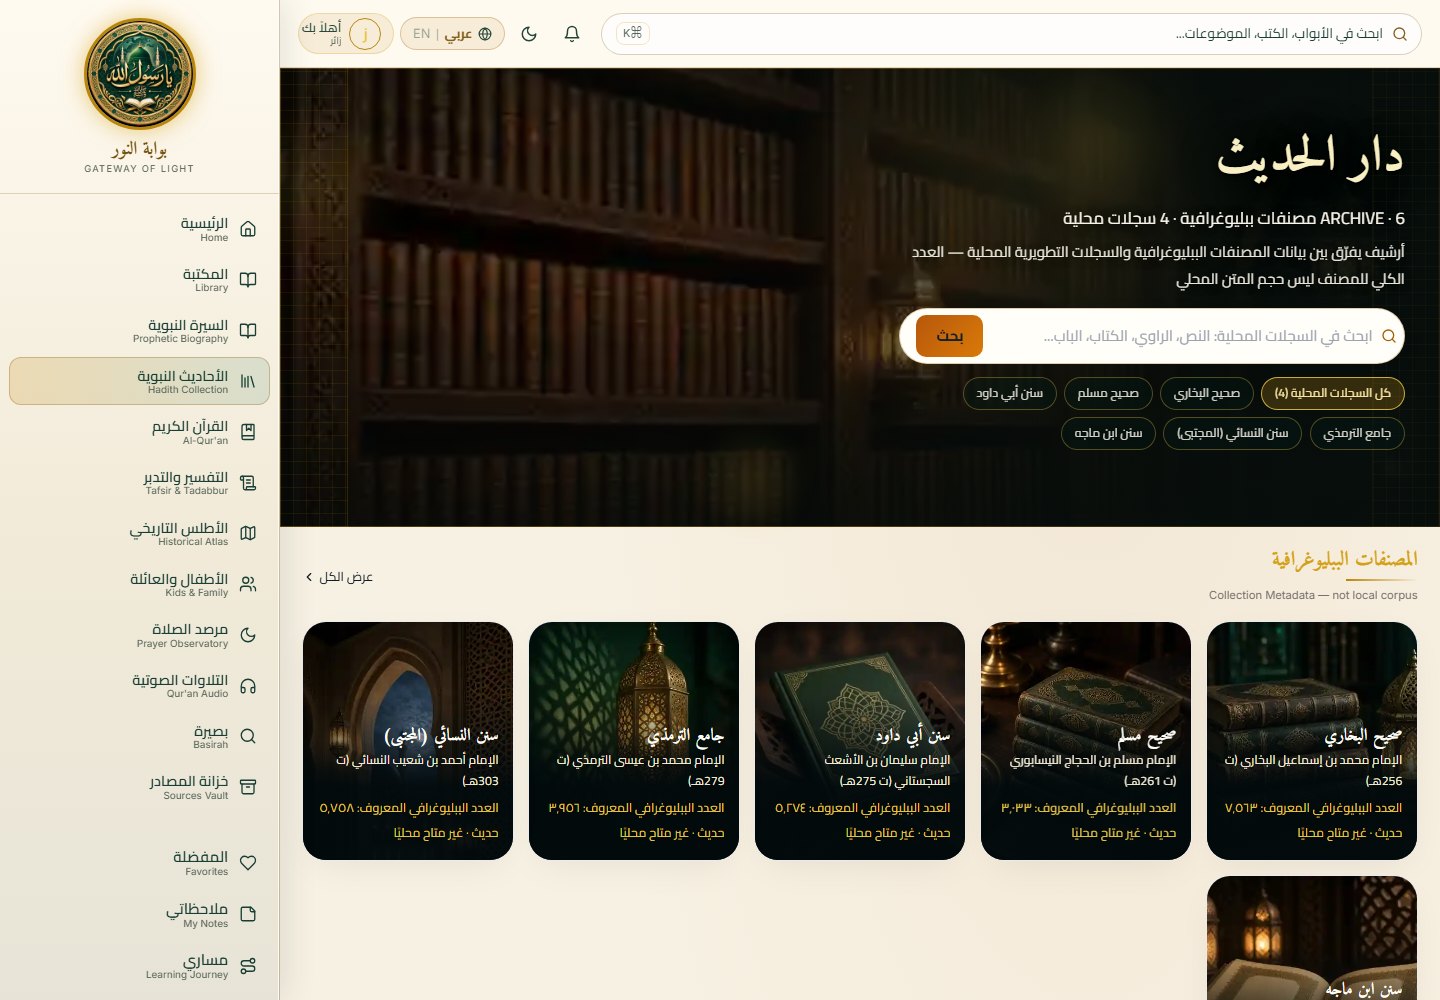 ابحث في الأبواب، الكتب، الموضوعات...
⌘K
عربي | EN
ز
أهلاً بك
زائر
يا رسول الله
بوابة النور
GATEWAY OF LIGHT
الرئيسية
Home
المكتبة
Library
السيرة النبوية
Prophetic Biography
الأحاديث النبوية
Hadith Collection
القرآن الكريم
Al-Qur'an
التفسير والتدبر
Tafsir & Tadabbur
الأطلس التاريخي
Historical Atlas
الأطفال والعائلة
Kids & Family
مرصد الصلاة
Prayer Observatory
التلاوات الصوتية
Qur'an Audio
بصيرة
Basirah
خزانة المصادر
Sources Vault
المفضلة
Favorites
ملاحظاتي
My Notes
مساري
Learning Journey
دار الحديث
ARCHIVE · 6 مصنفات ببليوغرافية · 4 سجلات محلية
أرشيف يفرّق بين بيانات المصنفات الببليوغرافية والسجلات التطويرية المحلية — العدد
الكلي للمصنف ليس حجم المتن المحلي
ابحث في السجلات المحلية: النص، الراوي، الكتاب، الباب...
بحث
كل السجلات المحلية (4)
صحيح البخاري
صحيح مسلم
سنن أبي داود
جامع الترمذي
سنن النسائي (المجتبى)
سنن ابن ماجه
المصنفات الببليوغرافية
Collection Metadata — not local corpus
عرض الكل
صحيح البخاري
الإمام محمد بن إسماعيل البخاري (ت
256هـ)
العدد الببليوغرافي المعروف: ٧٬٥٦٣
حديث · غير متاح محليًا
صحيح مسلم
الإمام مسلم بن الحجاج النيسابوري
(ت 261هـ)
العدد الببليوغرافي المعروف: ٣٬٠٣٣
حديث · غير متاح محليًا
سنن أبي داود
الإمام سليمان بن الأشعث
السجستاني (ت 275هـ)
العدد الببليوغرافي المعروف: ٥٬٢٧٤
حديث · غير متاح محليًا
جامع الترمذي
الإمام محمد بن عيسى الترمذي (ت
279هـ)
العدد الببليوغرافي المعروف: ٣٬٩٥٦
حديث · غير متاح محليًا
سنن النسائي (المجتبى)
الإمام أحمد بن شعيب النسائي (ت
303هـ)
العدد الببليوغرافي المعروف: ٥٬٧٥٨
حديث · غير متاح محليًا
سنن ابن ماجه